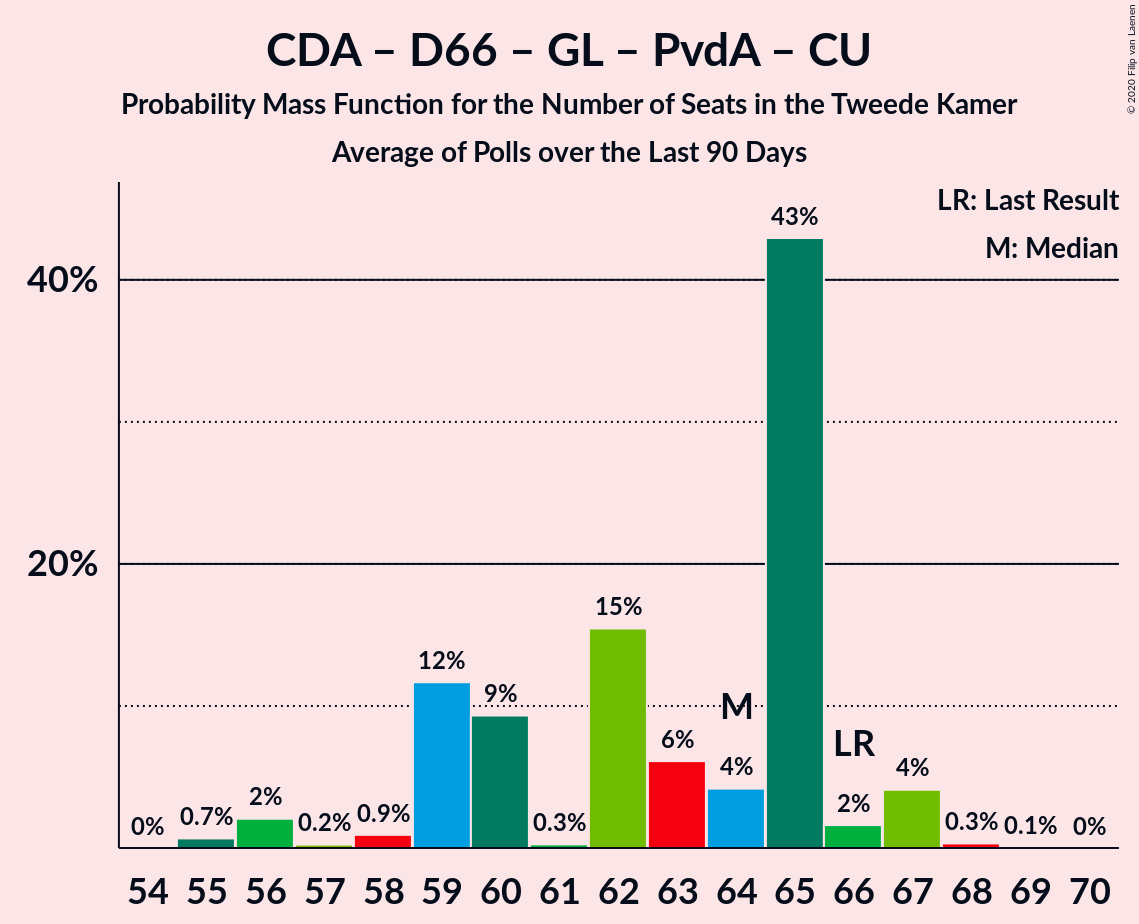 CDA – D66 – GL – PvdA – CU
Probability Mass Function for the Number of Seats in the Tweede Kamer
Average of Polls over the Last 90 Days
© 2020 Filip van Laenen
LR: Last Result
M: Median
40%
20%
0%
0.7%
2%
0.2%
0.9%
12%
9%
0.3%
15%
6%
M
4%
43%
LR
2%
4%
0.3%
0.1%
0%
54 55 56 57 58 59 60 61 62 63 64 65 66 67 68 69 70